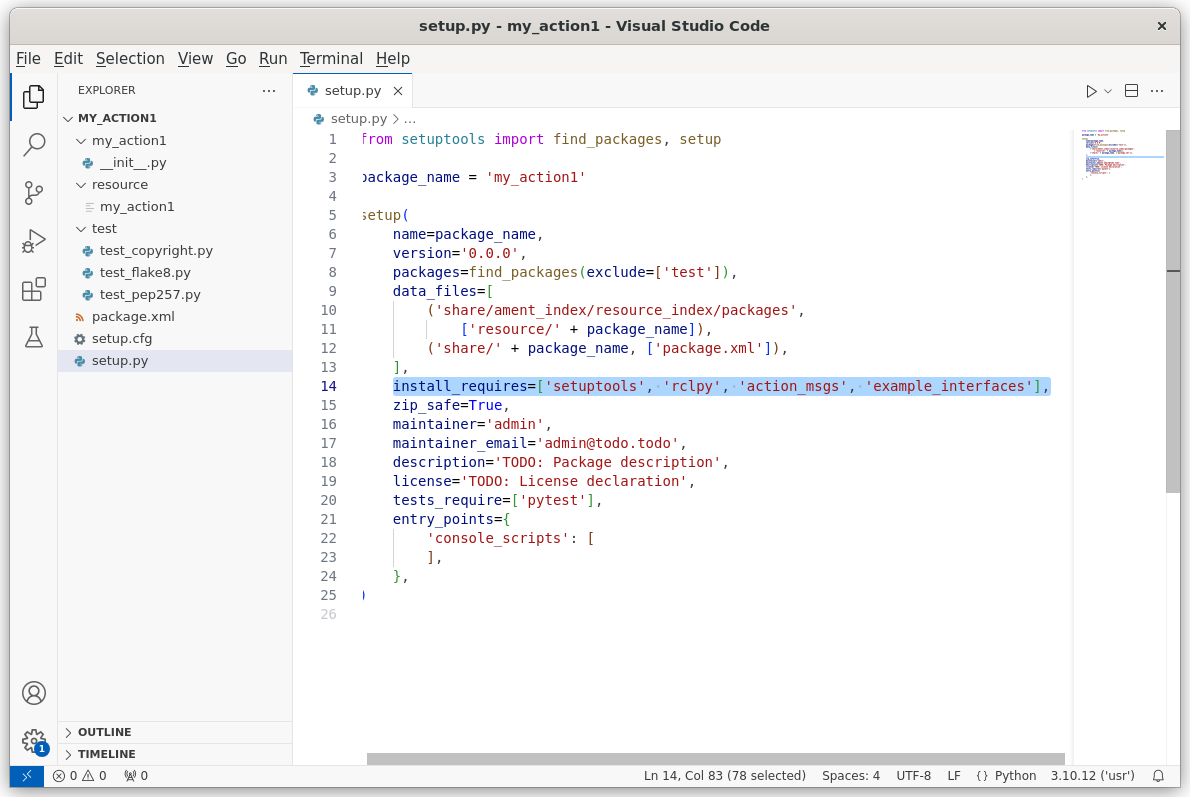 setup.py - my_action1 - Visual Studio Code
File Edit Selection View Go Run Terminal Help
EXPLORER
MY_ACTION1
my_action1
__init__.py
resource
my_action1
test
test_copyright.py
test_flake8.py
test_pep257.py
package.xml
setup.cfg
setup.py
OUTLINE
TIMELINE
1
setup.py
setup.py > ...
1 from setuptools import find_packages, setup
2
3 package_name = 'my_action1'
4
5 setup(
6     name=package_name,
7     version='0.0.0',
8     packages=find_packages(exclude=['test']),
9     data_files=[
10         ('share/ament_index/resource_index/packages',
11             ['resource/' + package_name]),
12         ('share/' + package_name, ['package.xml']),
13     ],
14     install_requires=['setuptools', 'rclpy', 'action_msgs', 'example_interfaces'],
15     zip_safe=True,
16     maintainer='admin',
17     maintainer_email='admin@todo.todo',
18     description='TODO: Package description',
19     license='TODO: License declaration',
20     tests_require=['pytest'],
21     entry_points={
22         'console_scripts': [
23         ],
24     },
25 )
26
0 0 0 Ln 14, Col 83 (78 selected) Spaces: 4 UTF-8 LF {} Python 3.10.12 ('usr')